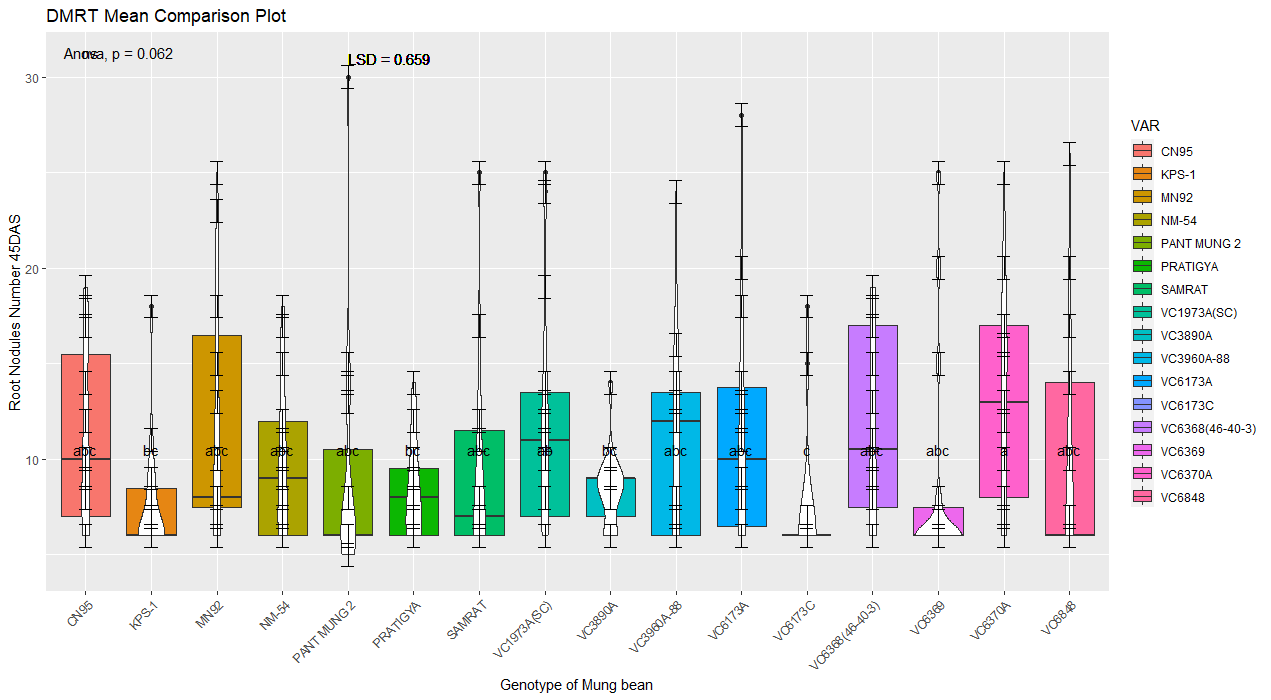 DMRT Mean Comparison Plot
Anova, p = 0.062
ns
LSD = 0.659
30
20
10
Root Nodules Number 45DAS
abc bc abc abc abc bc abc ab bc abc abc c abc abc a abc
CN95
KPS-1
MN92
NM-54
PANT MUNG 2
PRATIGYA
SAMRAT
VC1973A(SC)
VC3890A
VC3960A-88
VC6173A
VC6173C
VC6368(46-40-3)
VC6369
VC6370A
VC6848
Genotype of Mung bean
VAR
CN95
KPS-1
MN92
NM-54
PANT MUNG 2
PRATIGYA
SAMRAT
VC1973A(SC)
VC3890A
VC3960A-88
VC6173A
VC6173C
VC6368(46-40-3)
VC6369
VC6370A
VC6848